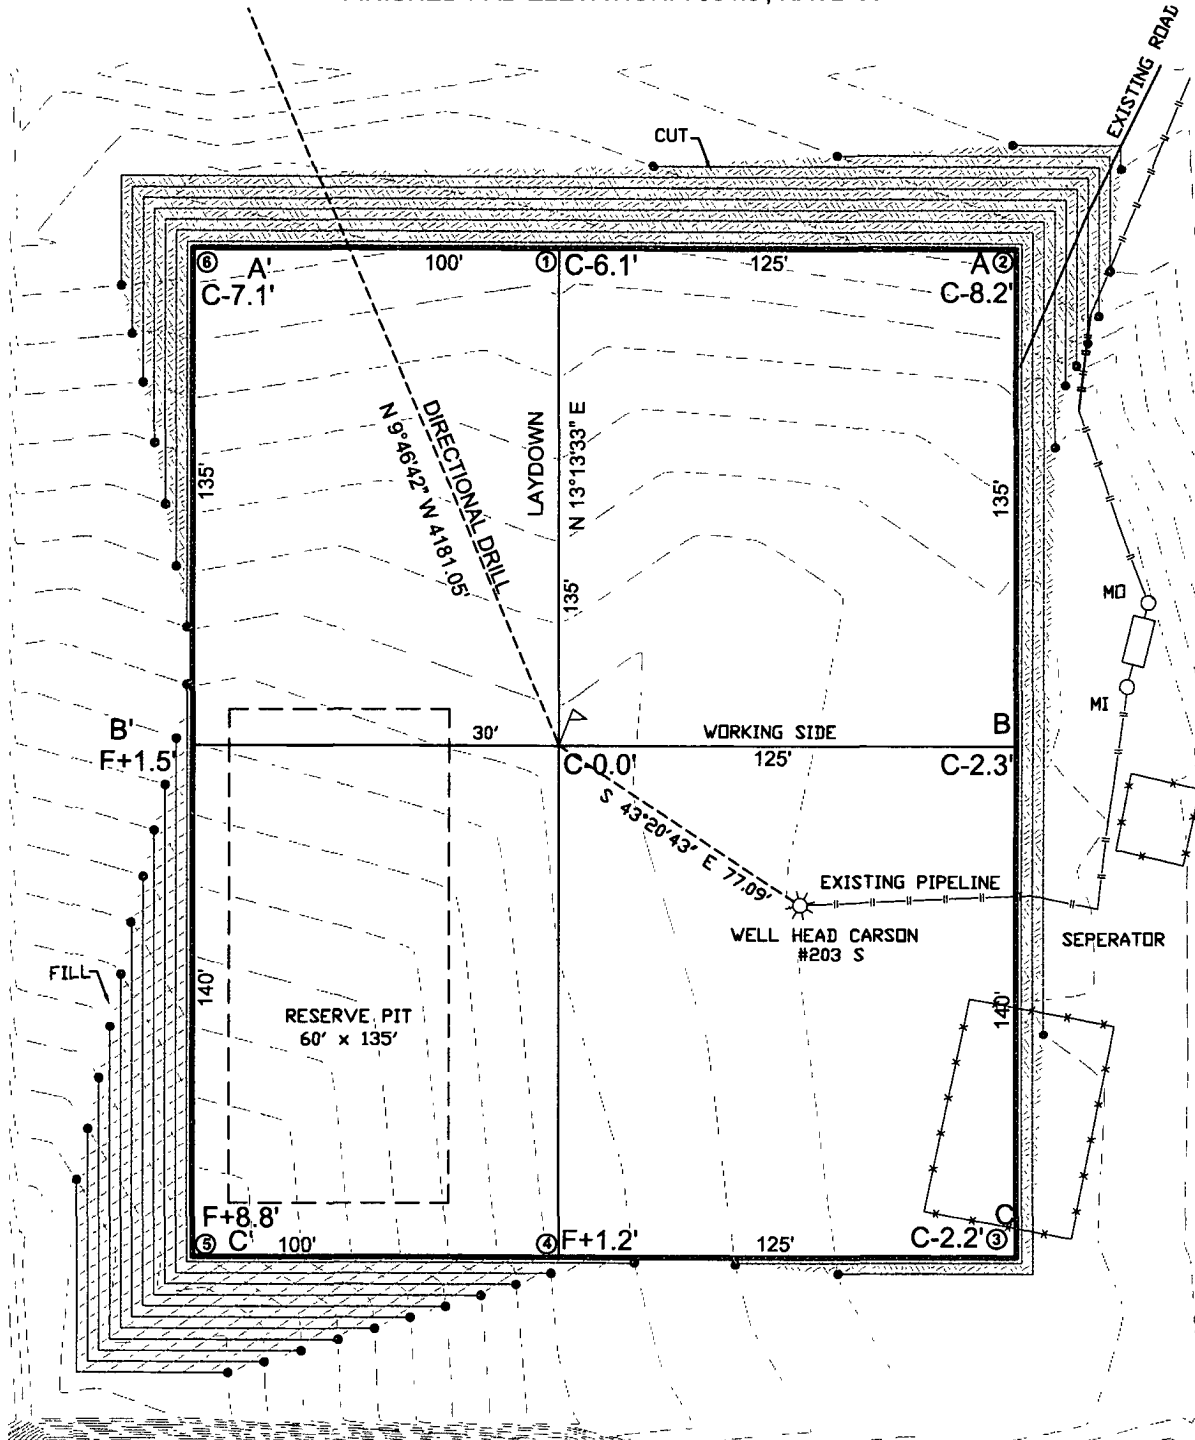 EXISTING ROAD
CUT
⑥
A'
100'
①
C-6.1'
125'
A
②
C-7.1'
C-8.2'
DIRECTIONAL DRILL
N 9°46'42" W 4181.05'
LAYDOWN
N 13°13'33" E
135'
135'
135'
MO
MI
B'
F+1.5'
30'
WORKING SIDE
B
C-0.0'
125'
C-2.3'
S 43°20'43" E 77.09'
EXISTING PIPELINE
WELL HEAD CARSON
#203 S
SEPERATOR
FILL
140'
140'
RESERVE PIT
60' x 135'
F+8.8'
⑤
C'
100'
④
F+1.2'
125'
C
C-2.2'
③